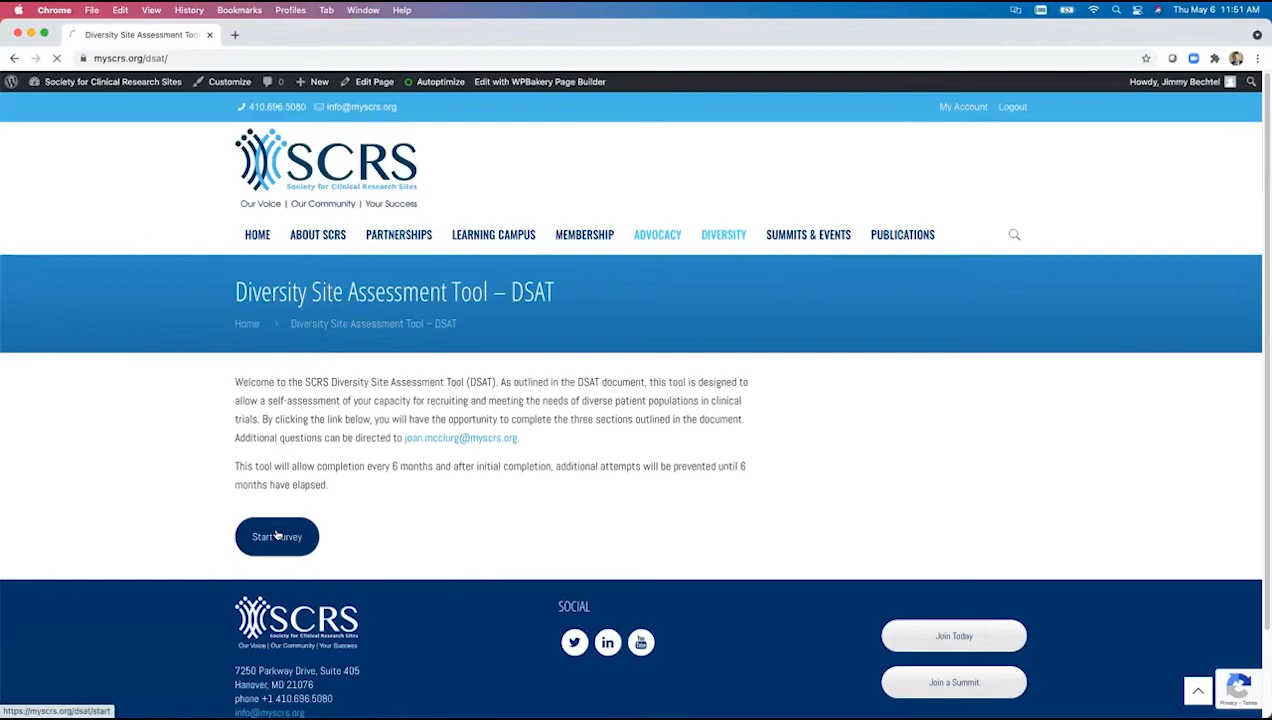 Chrome File Edit View History Bookmarks Profiles Tab Window Help
Thu May 6 11:51 AM
Diversity Site Assessment Tool
myscrs.org/dsat/
Society for Clinical Research Sites Customize 0 New Edit Page Autoptimize Edit with WPBakery Page Builder
Howdy, Jimmy Bechtel
410.696.5080 info@myscrs.org
My Account Logout
SCRS
Society for Clinical Research Sites
Our Voice | Our Community | Your Success
HOME ABOUT SCRS PARTNERSHIPS LEARNING CAMPUS MEMBERSHIP ADVOCACY DIVERSITY SUMMITS & EVENTS PUBLICATIONS
Diversity Site Assessment Tool – DSAT
Home Diversity Site Assessment Tool – DSAT
Welcome to the SCRS Diversity Site Assessment Tool (DSAT). As outlined in the DSAT document, this tool is designed to
allow a self-assessment of your capacity for recruiting and meeting the needs of diverse patient populations in clinical
trials. By clicking the link below, you will have the opportunity to complete the three sections outlined in the document.
Additional questions can be directed to joan.mcclurg@myscrs.org.
This tool will allow completion every 6 months and after initial completion, additional attempts will be prevented until 6
months have elapsed.
Start Survey
SCRS
Society for Clinical Research Sites
Our Voice | Our Community | Your Success
7250 Parkway Drive, Suite 405
Hanover, MD 21076
phone +1 410.696.5080
info@myscrs.org
SOCIAL
You Tube
Join Today
Join a Summit
Privacy - Terms
https://myscrs.org/dsat/start